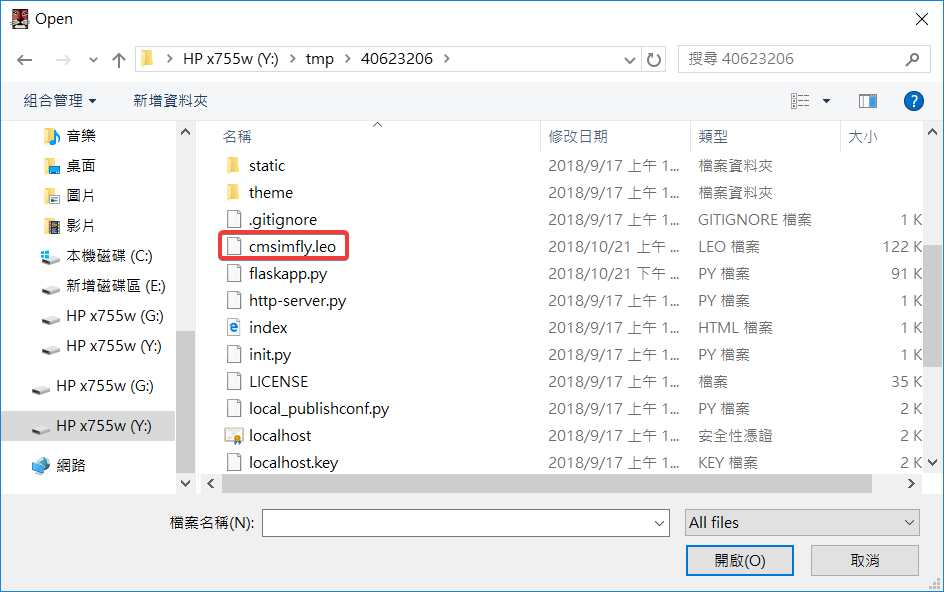 Open
HP x755w (Y:) > tmp > 40623206 >
搜尋 40623206
組合管理 新增資料夾
?
音樂
桌面
圖片
影片
本機磁碟 (C:)
新增磁碟區 (E:)
HP x755w (G:)
HP x755w (Y:)
HP x755w (G:)
HP x755w (Y:)
網路
名稱 修改日期 類型 大小
static 2018/9/17 上午 1... 檔案資料夾
theme 2018/9/17 上午 1... 檔案資料夾
.gitignore 2018/9/17 上午 1... GITIGNORE 檔案 1 K
cmsimfly.leo 2018/10/21 上午 ... LEO 檔案 122 K
flaskapp.py 2018/10/21 下午 ... PY 檔案 91 K
http-server.py 2018/9/17 上午 1... PY 檔案 1 K
index 2018/9/17 上午 1... HTML 檔案 1 K
init.py 2018/9/17 上午 1... PY 檔案 1 K
LICENSE 2018/9/17 上午 1... 檔案 35 K
local_publishconf.py 2018/9/17 上午 1... PY 檔案 2 K
localhost 2018/9/17 上午 1... 安全性憑證 2 K
localhost.key 2018/9/17 上午 1... KEY 檔案 2 K
檔案名稱(N): All files
開啟(O) 取消